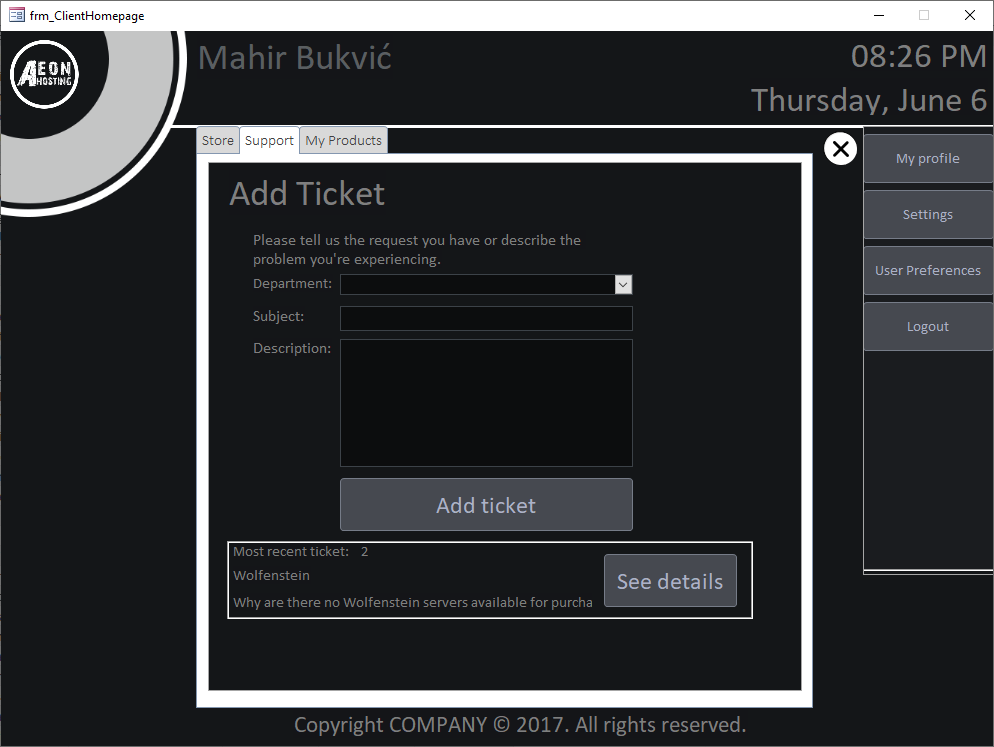 frm_ClientHomepage
AEON
HOSTING
Mahir Bukvić
08:26 PM
Thursday, June 6
Store
Support
My Products
My profile
Settings
User Preferences
Logout
Add Ticket
Please tell us the request you have or describe the
problem you're experiencing.
Department:
Subject:
Description:
Add ticket
Most recent ticket: 2
Wolfenstein
Why are there no Wolfenstein servers available for purcha
See details
Copyright COMPANY © 2017. All rights reserved.